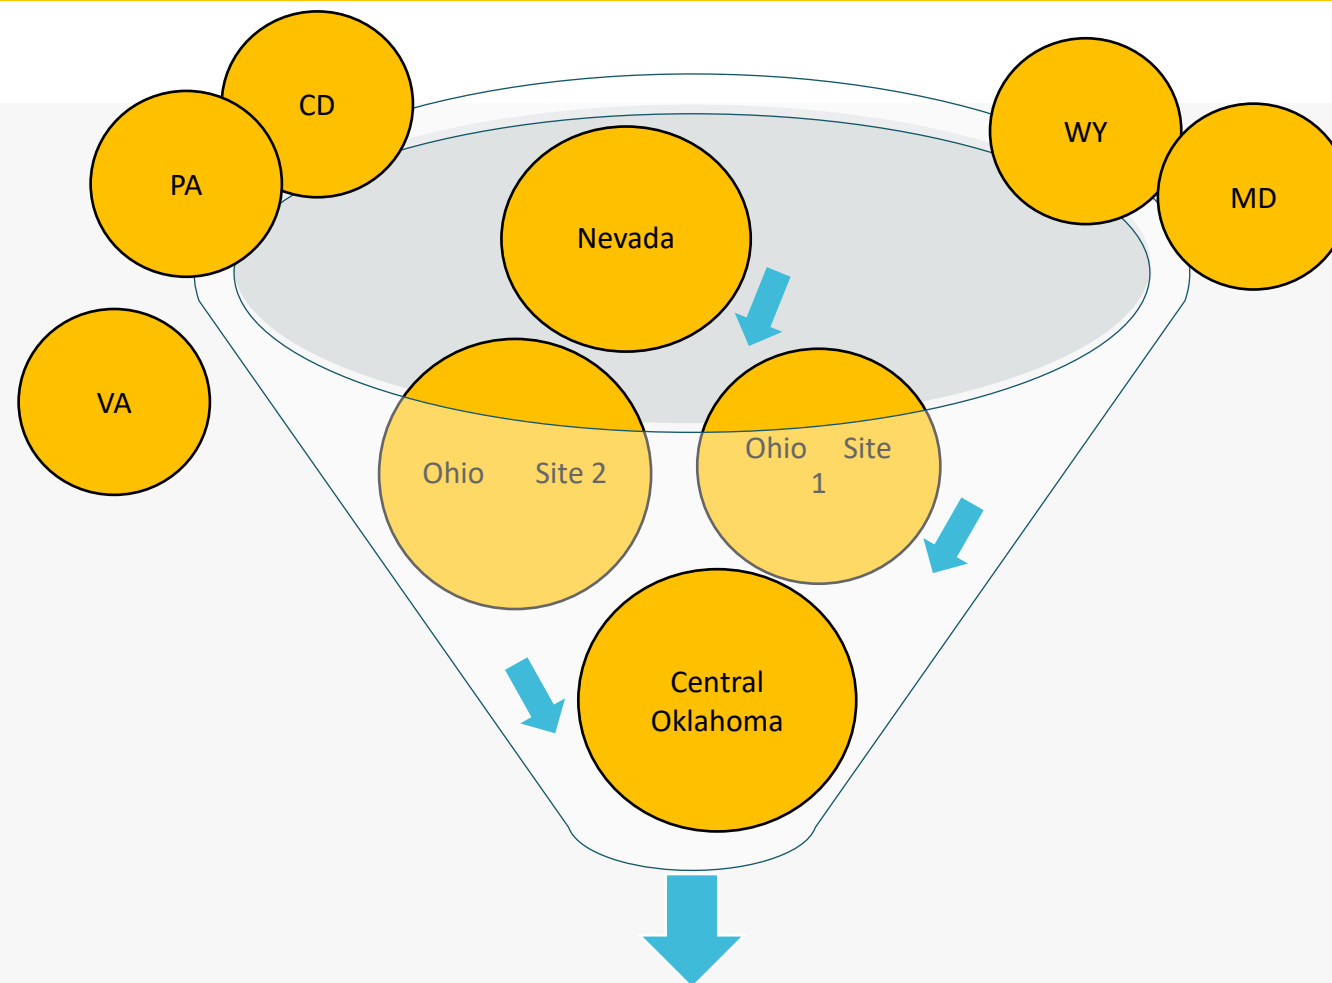 CD
WY
PA
MD
Nevada
VA
Ohio Site
1
Ohio Site 2
Central
Oklahoma